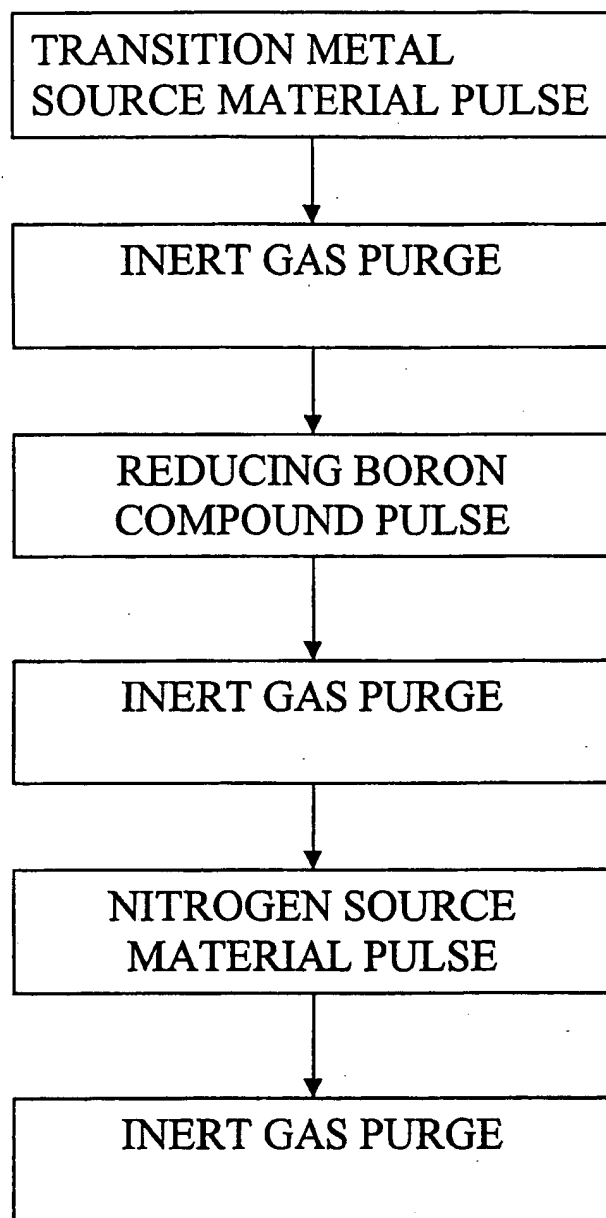 TRANSITION METAL
SOURCE MATERIAL PULSE
INERT GAS PURGE
REDUCING BORON
COMPOUND PULSE
INERT GAS PURGE
NITROGEN SOURCE
MATERIAL PULSE
INERT GAS PURGE